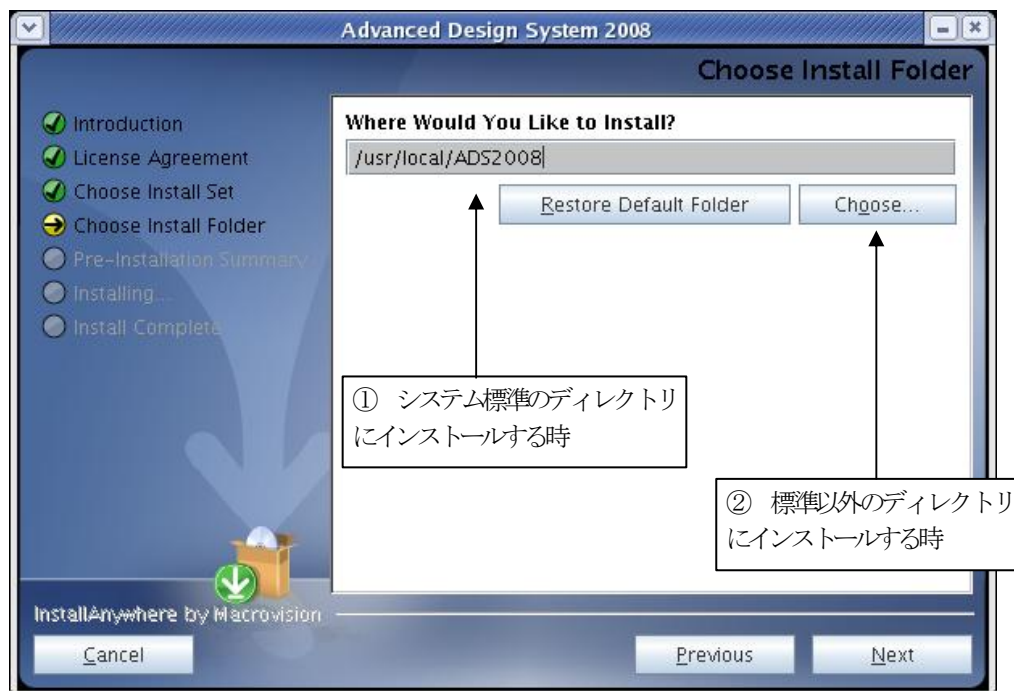 Advanced Design System 2008
Choose Install Folder
Introduction
License Agreement
Choose Install Set
Choose Install Folder
Pre-Installation Summary
Installing...
Install Complete
Where Would You Like to Install?
/usr/local/ADS2008
Restore Default Folder
Choose...
① システム標準のディレクトリ
にインストールする時
② 標準以外のディレクトリ
にインストールする時
InstallAnywhere by Macrovision
Cancel
Previous
Next